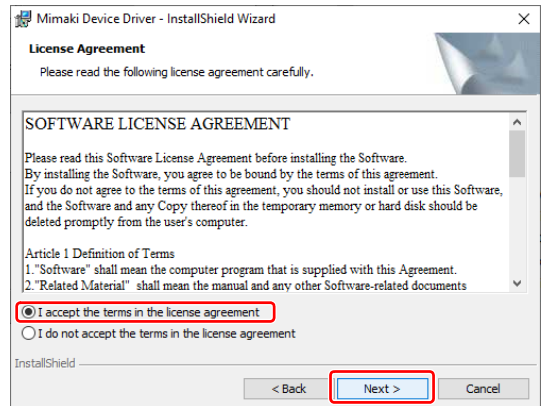 Mimaki Device Driver - InstallShield Wizard
License Agreement
Please read the following license agreement carefully.
SOFTWARE LICENSE AGREEMENT
Please read this Software License Agreement before installing the Software.
By installing the Software, you agree to be bound by the terms of this agreement.
If you do not agree to the terms of this agreement, you should not install or use this Software,
and the Software and any Copy thereof in the temporary memory or hard disk should be
deleted promptly from the user's computer.
Article 1 Definition of Terms
1."Software" shall mean the computer program that is supplied with this Agreement.
2."Related Material" shall mean the manual and any other Software-related documents
I accept the terms in the license agreement
I do not accept the terms in the license agreement
InstallShield
< Back Next > Cancel